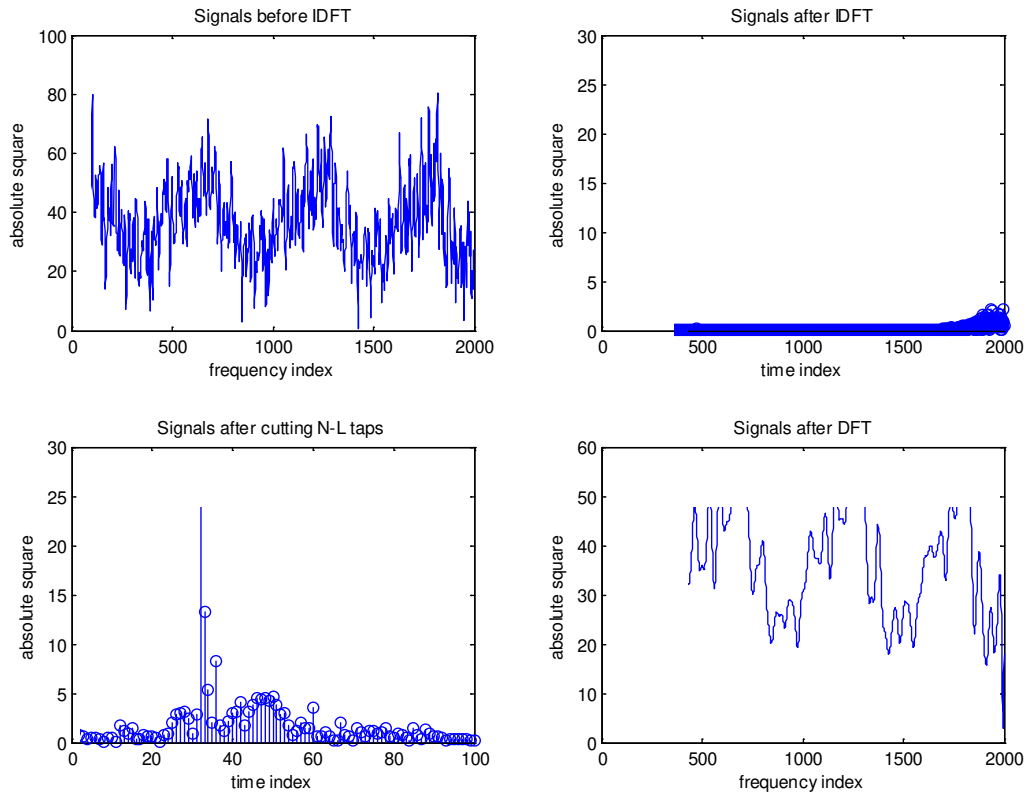 Signals before IDFT
100
80
60
40
20
0
absolute square
0 500 1000 1500 2000
frequency index
Signals after IDFT
30
25
20
15
10
5
0
absolute square
0 500 1000 1500 2000
time index
Signals after cutting N-L taps
30
25
20
15
10
5
0
absolute square
0 20 40 60 80 100
time index
Signals after DFT
60
50
40
30
20
10
0
absolute square
0 500 1000 1500 2000
frequency index